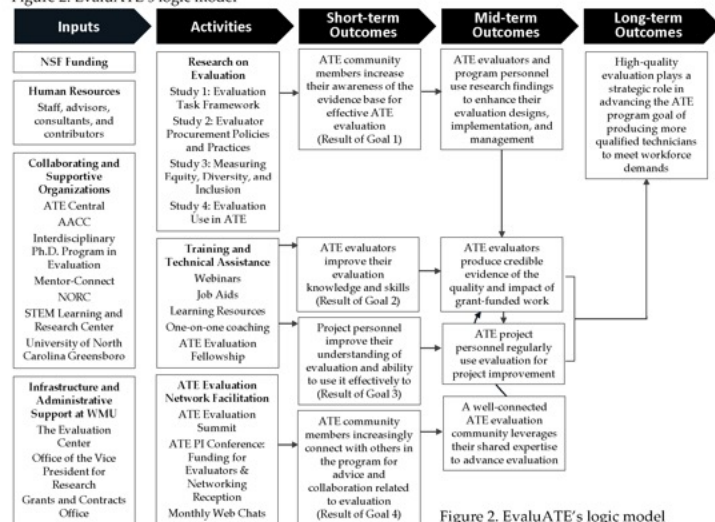 Figure 2. EvaluATE's logic model
Inputs
NSF Funding
Human Resources
Staff, advisors,
consultants, and
contributors
Collaborating and
Supportive
Organizations
ATE Central
AACC
Interdisciplinary
Ph.D. Program in
Evaluation
Mentor-Connect
NORC
STEM Learning and
Research Center
University of North
Carolina Greensboro
Infrastructure and
Administrative
Support at WMU
The Evaluation
Center
Office of the Vice
President for
Research
Grants and Contracts
Office
Activities
Research on
Evaluation
Study 1: Evaluation
Task Framework
Study 2: Evaluator
Procurement Policies
and Practices
Study 3: Measuring
Equity, Diversity, and
Inclusion
Study 4: Evaluation
Use in ATE
Training and
Technical Assistance
Webinars
Job Aids
Learning Resources
One-on-one coaching
ATE Evaluation
Fellowship
ATE Evaluation
Network Facilitation
ATE Evaluation
Summit
ATE PI Conference:
Funding for
Evaluators &
Networking
Reception
Monthly Web Chats
Short-term
Outcomes
ATE community
members increase
their awareness of the
evidence base for
effective ATE
evaluation
(Result of Goal 1)
ATE evaluators
improve their
evaluation
knowledge and skills
(Result of Goal 2)
Project personnel
improve their
understanding of
evaluation and ability
to use it effectively to
(Result of Goal 3)
ATE community
members increasingly
connect with others in
the program for
advice and
collaboration related
to evaluation
(Result of Goal 4)
Mid-term
Outcomes
ATE evaluators and
program personnel
use research findings
to enhance their
evaluation designs,
implementation, and
management
ATE evaluators
produce credible
evidence of the
quality and impact of
grant-funded work
ATE project
personnel regularly
use evaluation for
project improvement
A well-connected
ATE evaluation
community leverages
their shared expertise
to advance evaluation
Long-term
Outcomes
High-quality
evaluation plays a
strategic role in
advancing the ATE
program goal of
producing more
qualified technicians
to meet workforce
demands
Figure 2. EvaluATE's logic model